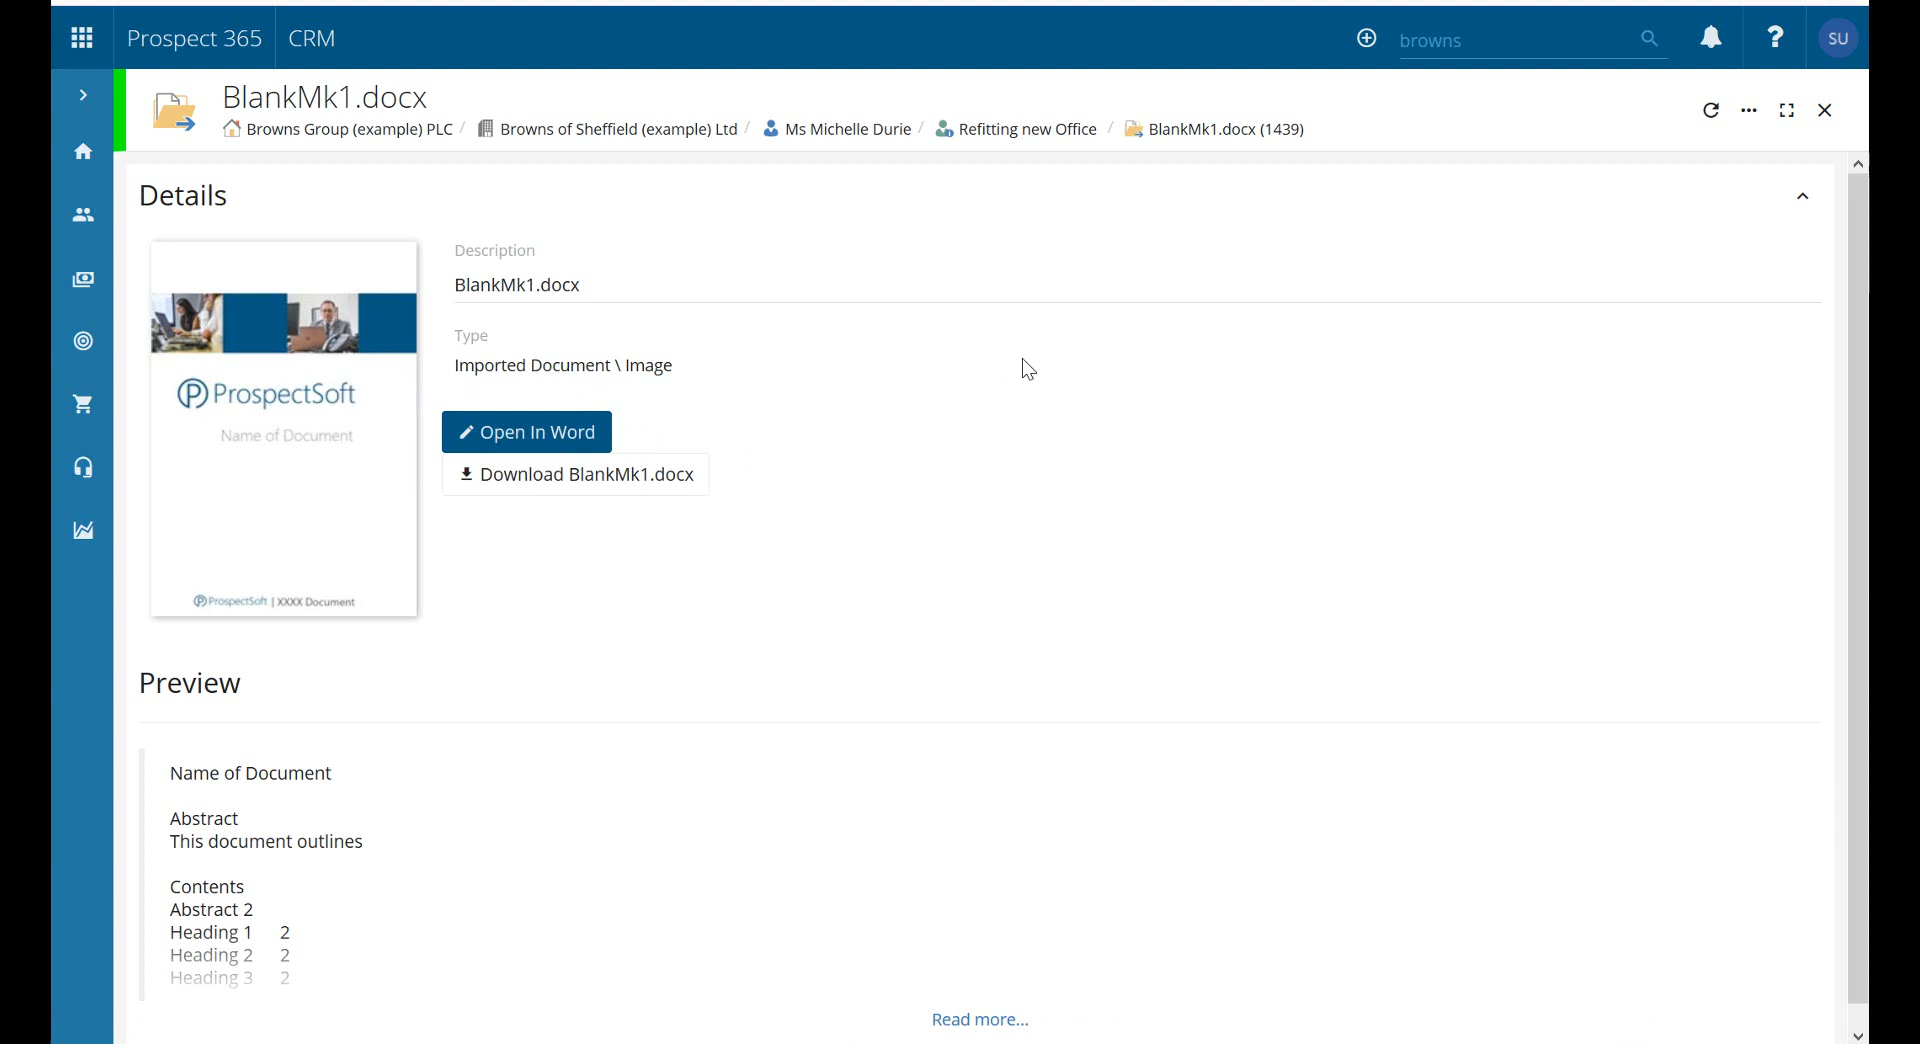 Prospect 365 CRM browns SU
BlankMk1.docx
Browns Group (example) PLC / Browns of Sheffield (example) Ltd / Ms Michelle Durie / Refitting new Office / BlankMk1.docx (1439)
Details
Description
BlankMk1.docx
Type
Imported Document \ Image
Open In Word
Download BlankMk1.docx
ProspectSoft
Name of Document
ProspectSoft | XXXX Document
Preview
Name of Document
Abstract
This document outlines
Contents
Abstract 2
Heading 1 2
Heading 2 2
Heading 3 2
Read more...